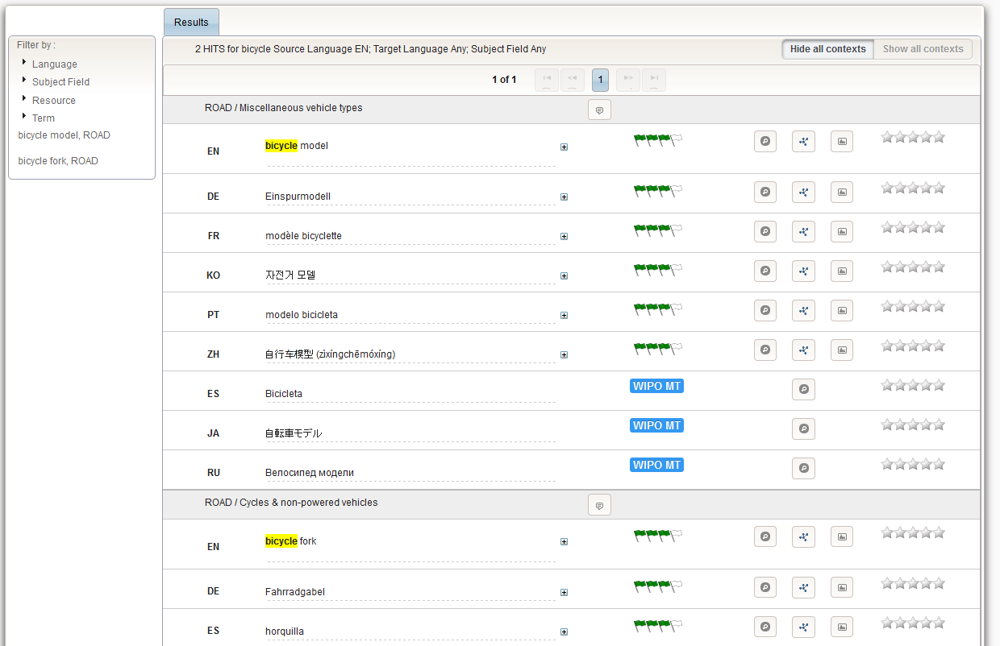 Results
Filter by :
Language
Subject Field
Resource
Term
bicycle model, ROAD
bicycle fork, ROAD
2 HITS for bicycle Source Language EN; Target Language Any; Subject Field Any
Hide all contexts
Show all contexts
1 of 1
1
ROAD / Miscellaneous vehicle types
EN bicycle model
DE Einspurmodell
FR modèle bicyclette
KO 자전거 모델
PT modelo bicicleta
ZH 自行车模型 (zìxíngchēmóxíng)
ES Bicicleta WIPO MT
JA 自転車モデル WIPO MT
RU Велосипед модели WIPO MT
ROAD / Cycles & non-powered vehicles
EN bicycle fork
DE Fahrradgabel
ES horquilla